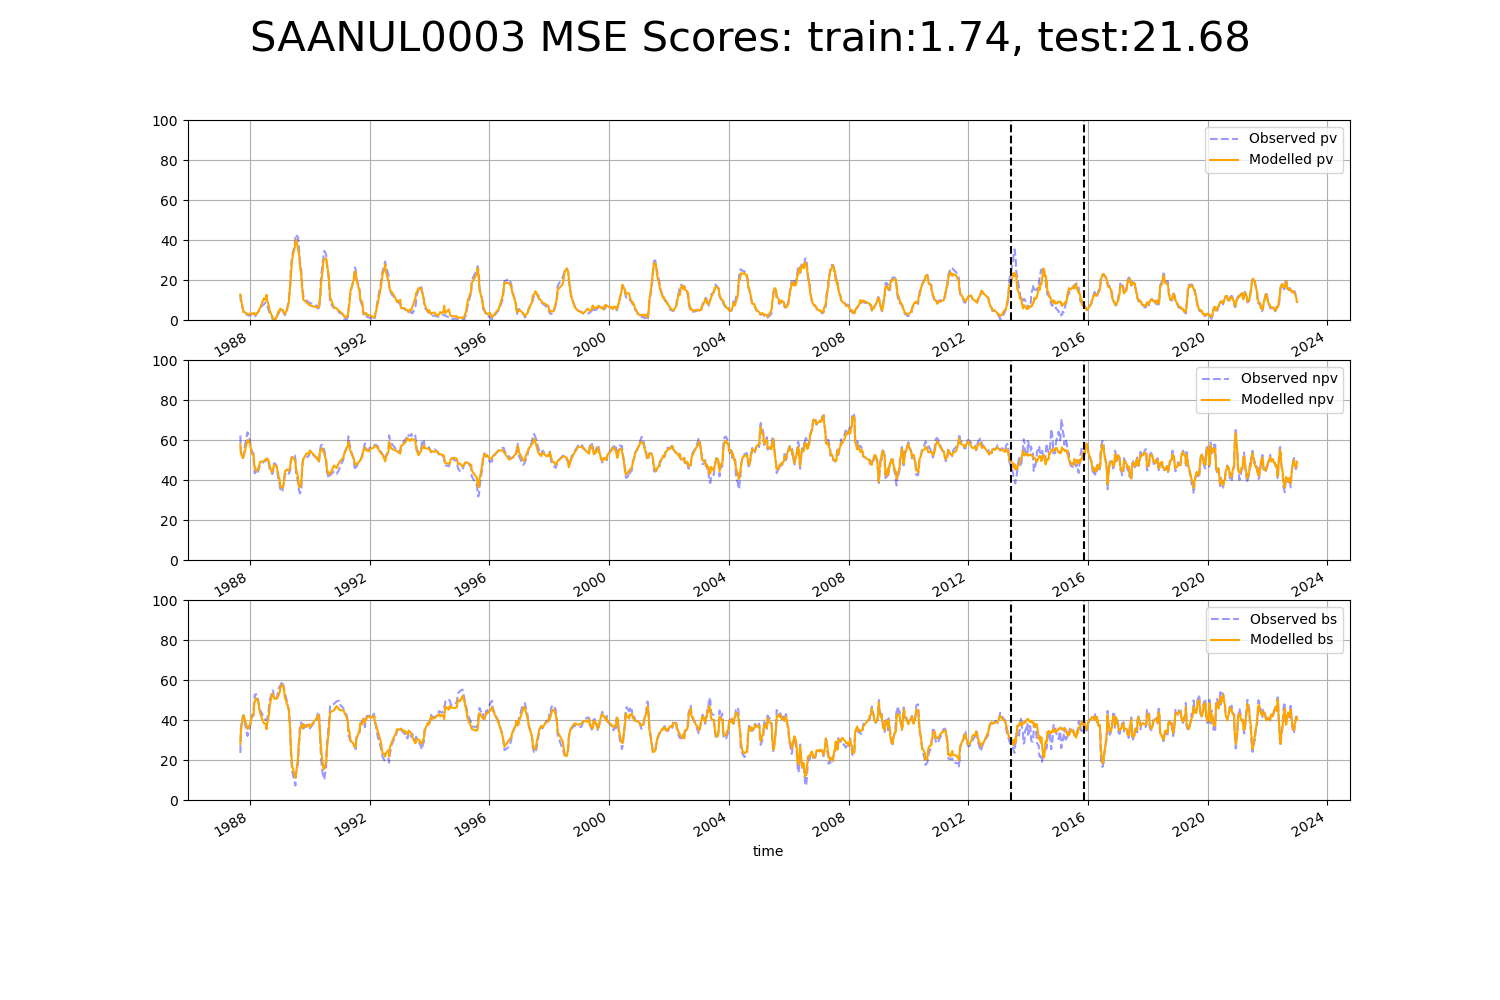 SAANUL0003 MSE Scores: train:1.74, test:21.68
100
80
60
40
20
0
Observed pv
Modelled pv
1988 1992 1996 2000 2004 2008 2012 2016 2020 2024
100
80
60
40
20
0
Observed npv
Modelled npv
1988 1992 1996 2000 2004 2008 2012 2016 2020 2024
100
80
60
40
20
0
Observed bs
Modelled bs
1988 1992 1996 2000 2004 2008 2012 2016 2020 2024
time